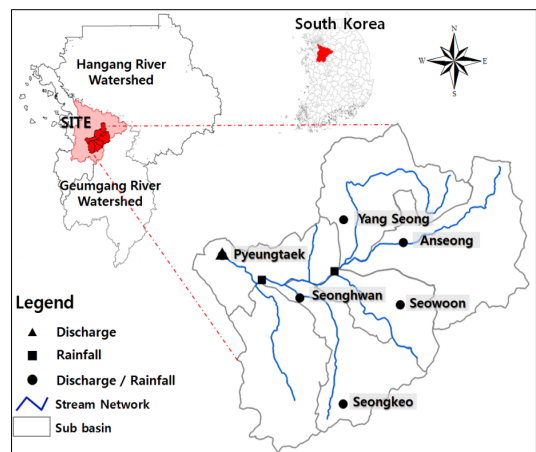 South Korea
Hangang River
Watershed
SITE
Geumgang River
Watershed
N
W
E
S
Yang Seong
Anseong
Pyeungtaek
Seonghwan
Seowoon
Seongkeo
Legend
Discharge
Rainfall
Discharge / Rainfall
Stream Network
Sub basin